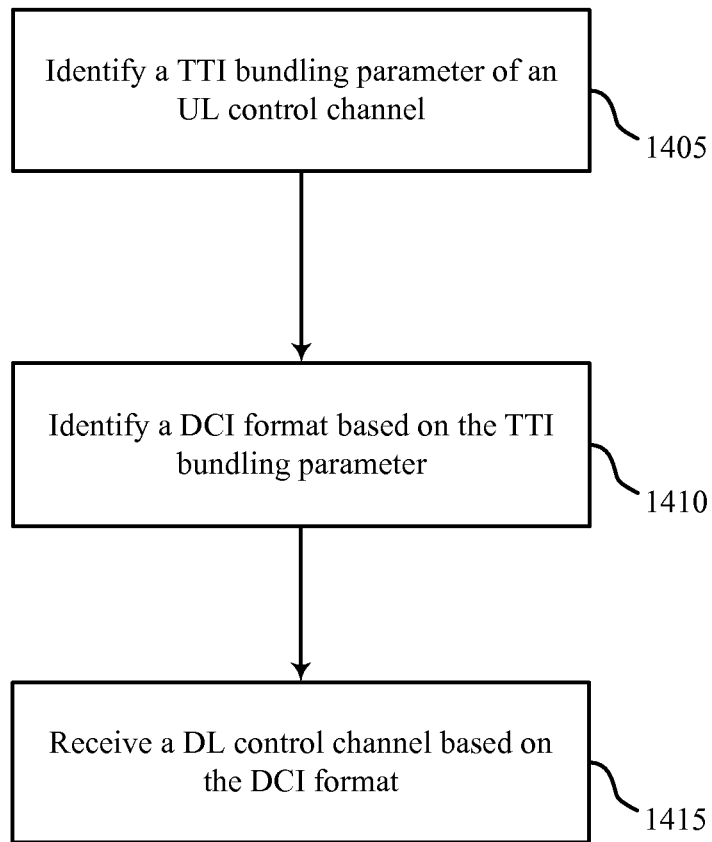 Identify a TTI bundling parameter of an
UL control channel
1405
Identify a DCI format based on the TTI
bundling parameter
1410
Receive a DL control channel based on
the DCI format
1415